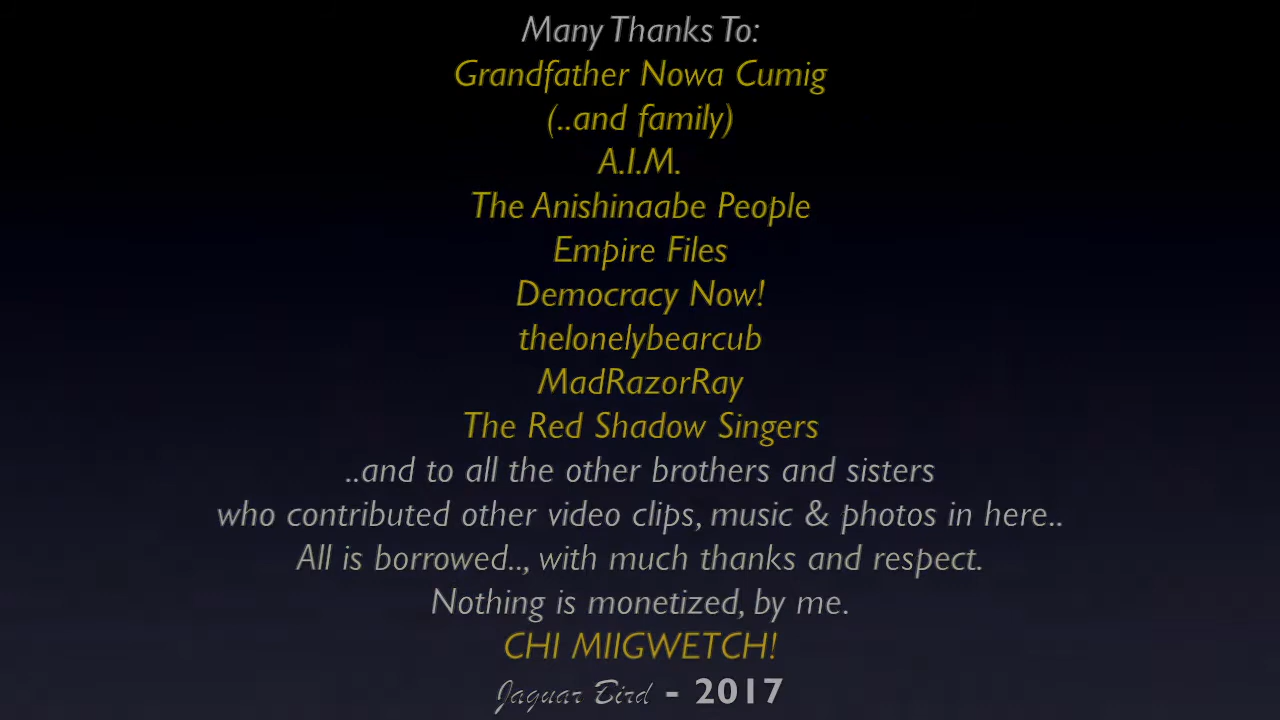 Many Thanks To:
Grandfather Nowa Cumig
(..and family)
A.I.M.
The Anishinaabe People
Empire Files
Democracy Now!
thelonelybearcub
MadRazorRay
The Red Shadow Singers
..and to all the other brothers and sisters
who contributed other video clips, music & photos in here..
All is borrowed.., with much thanks and respect.
Nothing is monetized, by me.
CHI MIIGWETCH!
Jaguar Bird - 2017